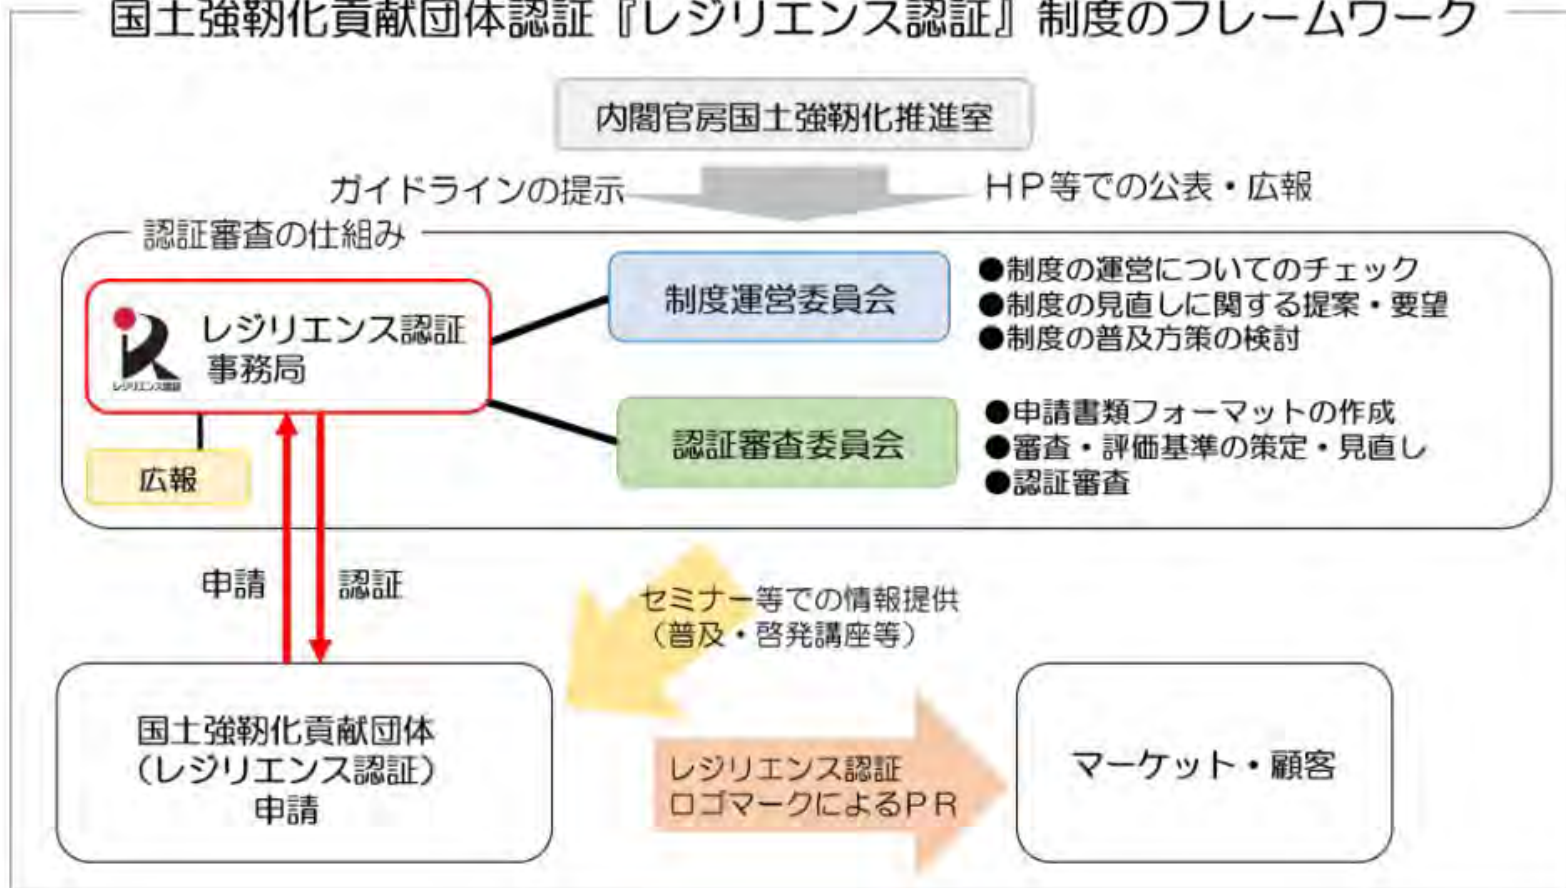 国土強靱化貢献団体認証『レジリエンス認証』制度のフレームワーク
内閣官房国土強靱化推進室
ガイドラインの提示
HP等での公表・広報
認証審査の仕組み
レジリエンス認証
事務局
レジリエンス認証
広報
制度運営委員会
●制度の運営についてのチェック
●制度の見直しに関する提案・要望
●制度の普及方策の検討
認証審査委員会
●申請書類フォーマットの作成
●審査・評価基準の策定・見直し
●認証審査
申請
認証
セミナー等での情報提供
（普及・啓発講座等）
国土強靱化貢献団体
（レジリエンス認証）
申請
レジリエンス認証
ロゴマークによるPR
マーケット・顧客